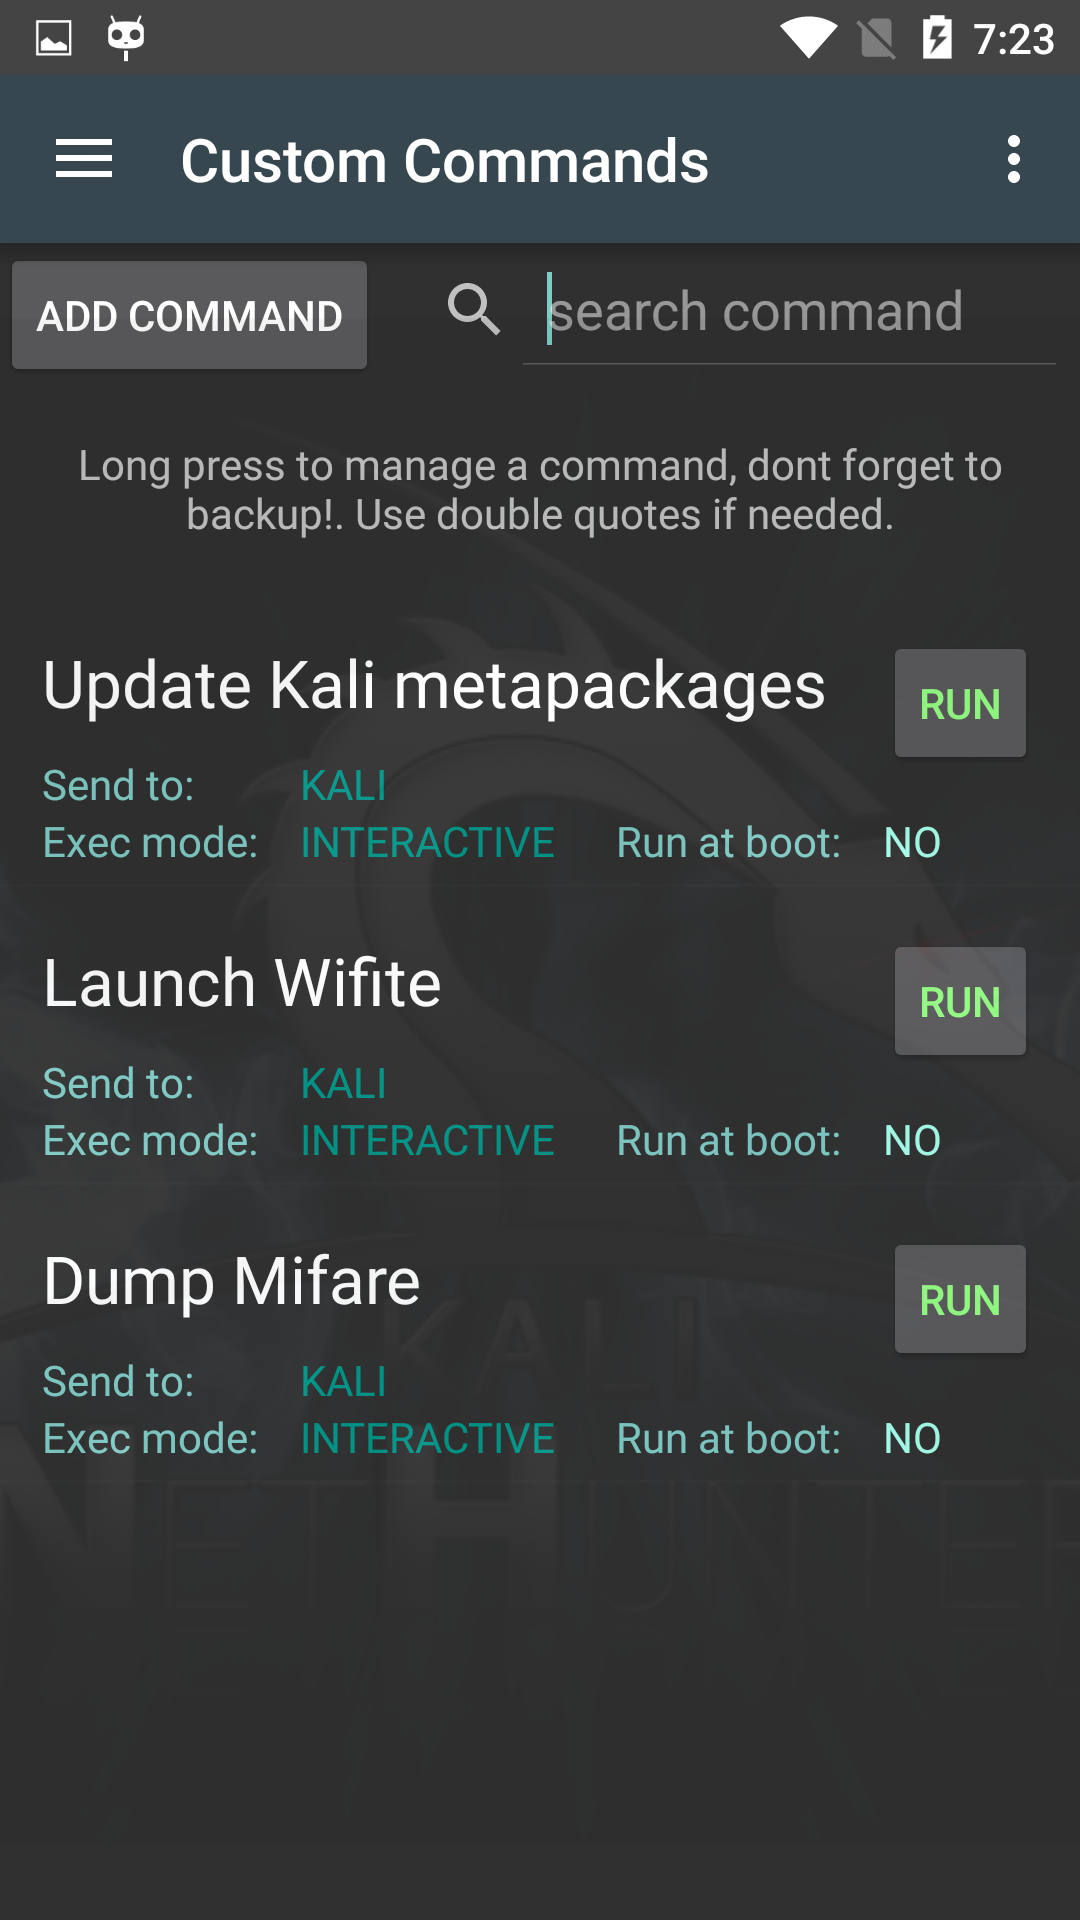 7:23
Custom Commands
ADD COMMAND
search command
Long press to manage a command, dont forget to
backup!. Use double quotes if needed.
Update Kali metapackages
RUN
Send to: KALI
Exec mode: INTERACTIVE Run at boot: NO
Launch Wifite
RUN
Send to: KALI
Exec mode: INTERACTIVE Run at boot: NO
Dump Mifare
RUN
Send to: KALI
Exec mode: INTERACTIVE Run at boot: NO
KALI
NETHUNTER